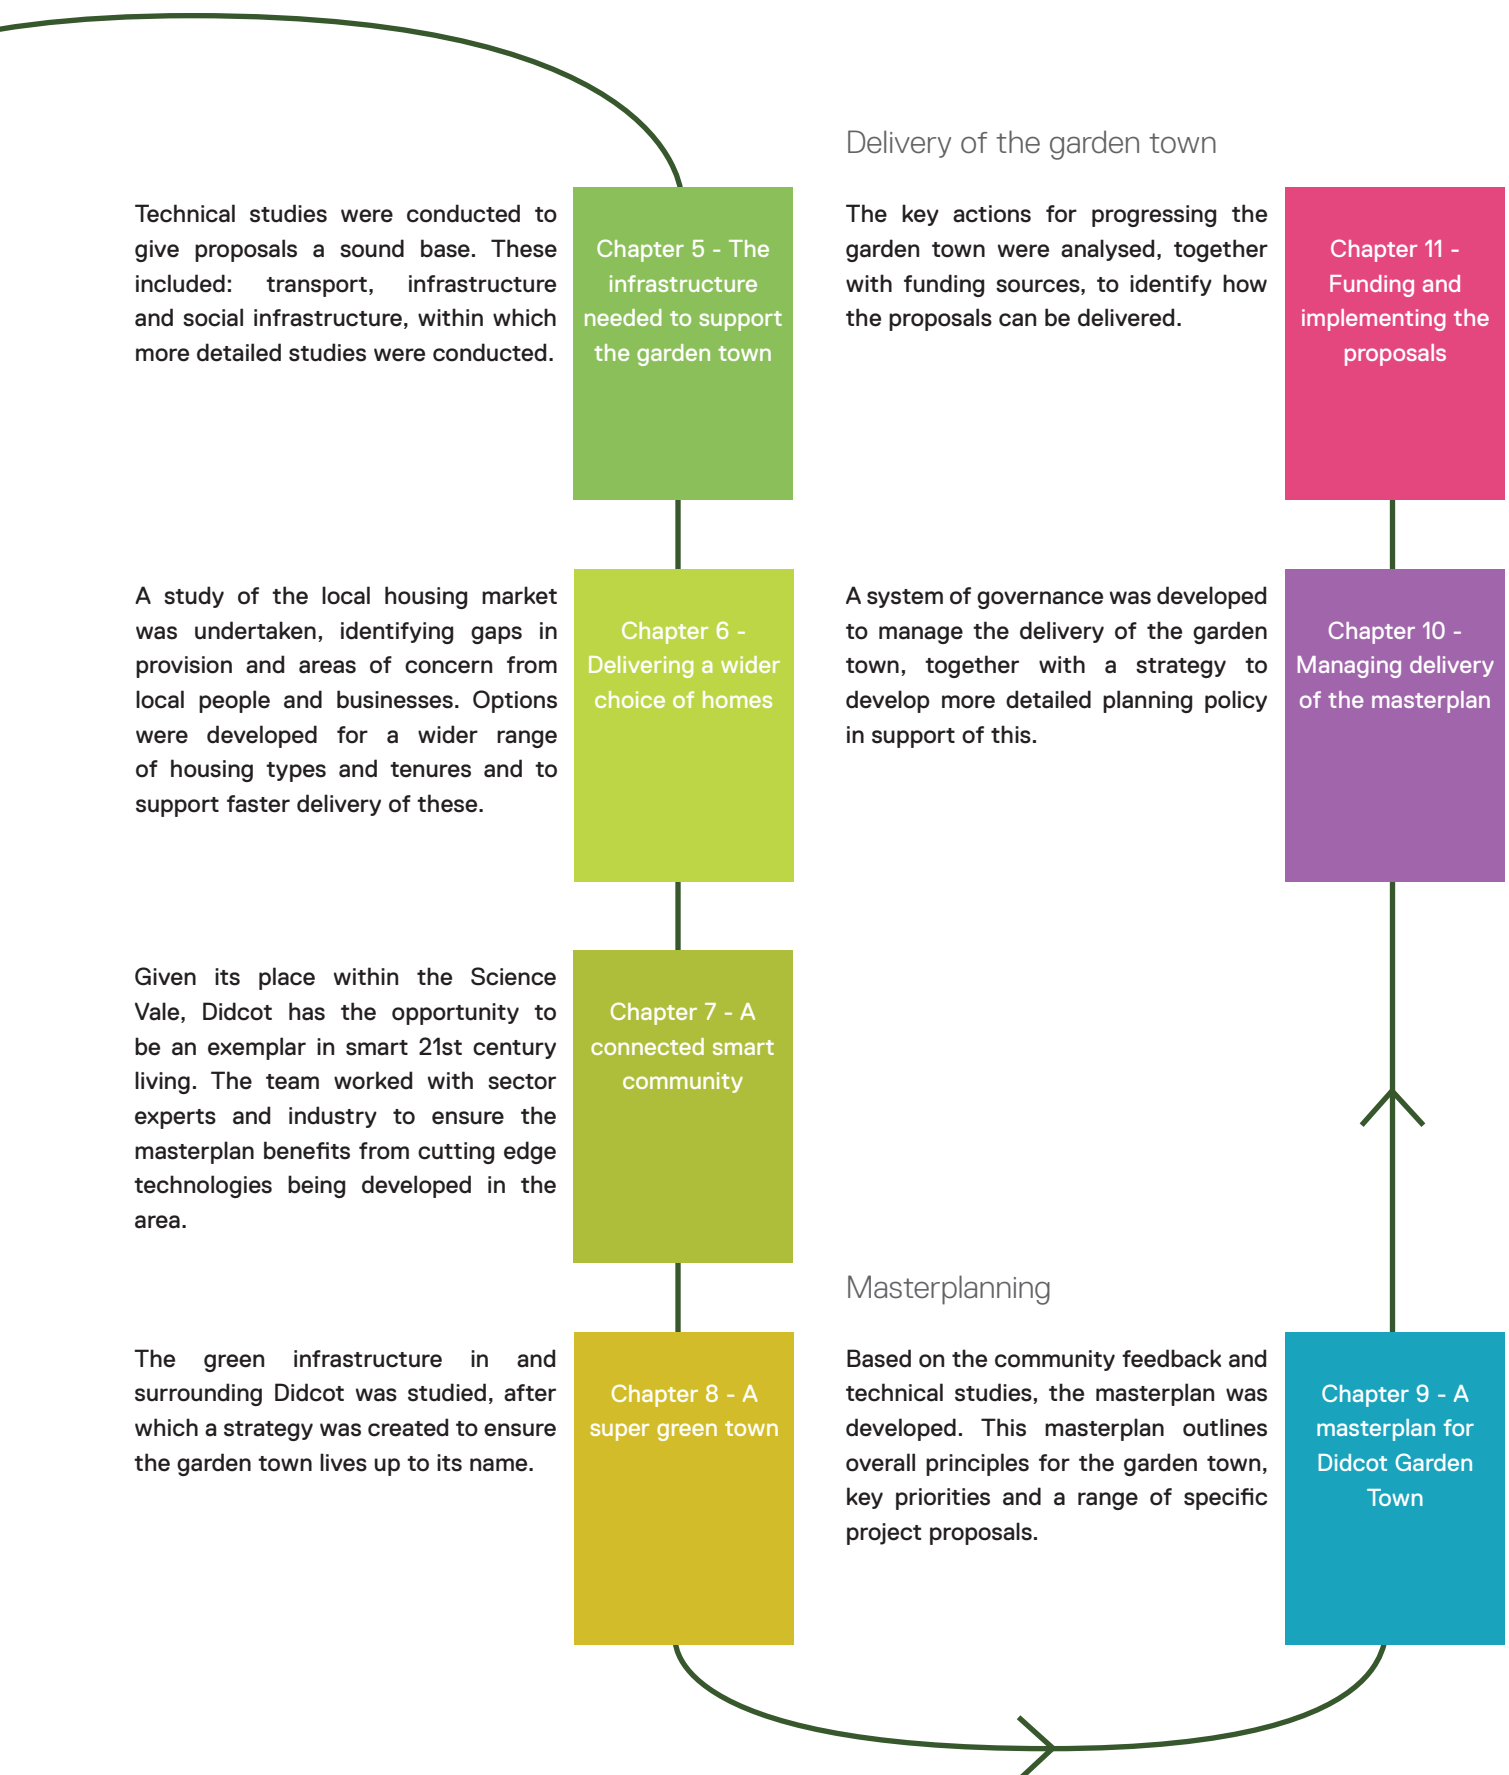 Technical studies were conducted to
give proposals a sound base. These
included: transport, infrastructure
and social infrastructure, within which
more detailed studies were conducted.
Chapter 5 - The
infrastructure
needed to support
the garden town
A study of the local housing market
was undertaken, identifying gaps in
provision and areas of concern from
local people and businesses. Options
were developed for a wider range
of housing types and tenures and to
support faster delivery of these.
Chapter 6 -
Delivering a wider
choice of homes
Given its place within the Science
Vale, Didcot has the opportunity to
be an exemplar in smart 21st century
living. The team worked with sector
experts and industry to ensure the
masterplan benefits from cutting edge
technologies being developed in the
area.
Chapter 7 - A
connected smart
community
The green infrastructure in and
surrounding Didcot was studied, after
which a strategy was created to ensure
the garden town lives up to its name.
Chapter 8 - A
super green town
Delivery of the garden town
The key actions for progressing the
garden town were analysed, together
with funding sources, to identify how
the proposals can be delivered.
Chapter 11 -
Funding and
implementing the
proposals
A system of governance was developed
to manage the delivery of the garden
town, together with a strategy to
develop more detailed planning policy
in support of this.
Chapter 10 -
Managing delivery
of the masterplan
Masterplanning
Based on the community feedback and
technical studies, the masterplan was
developed. This masterplan outlines
overall principles for the garden town,
key priorities and a range of specific
project proposals.
Chapter 9 - A
masterplan for
Didcot Garden
Town